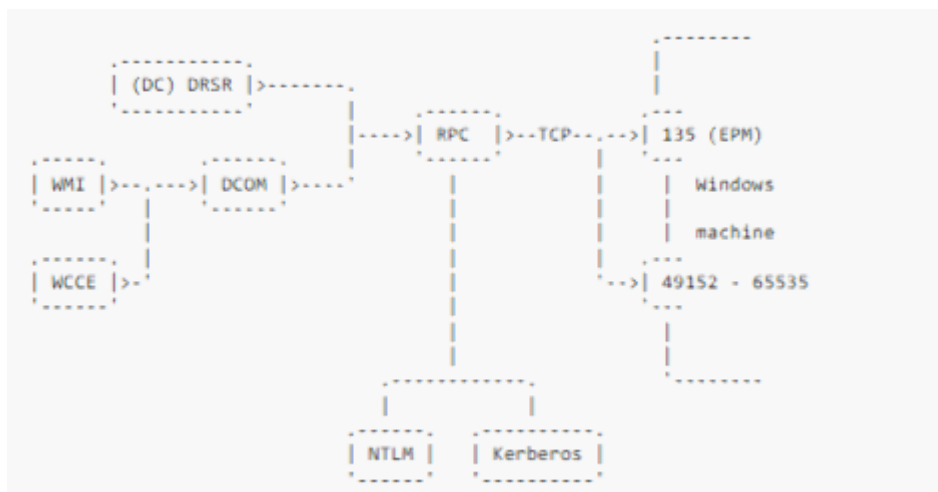 (DC) DRSR
RPC
TCP
135 (EPM)
WMI
DCOM
Windows
machine
WCCE
49152 - 65535
NTLM
Kerberos